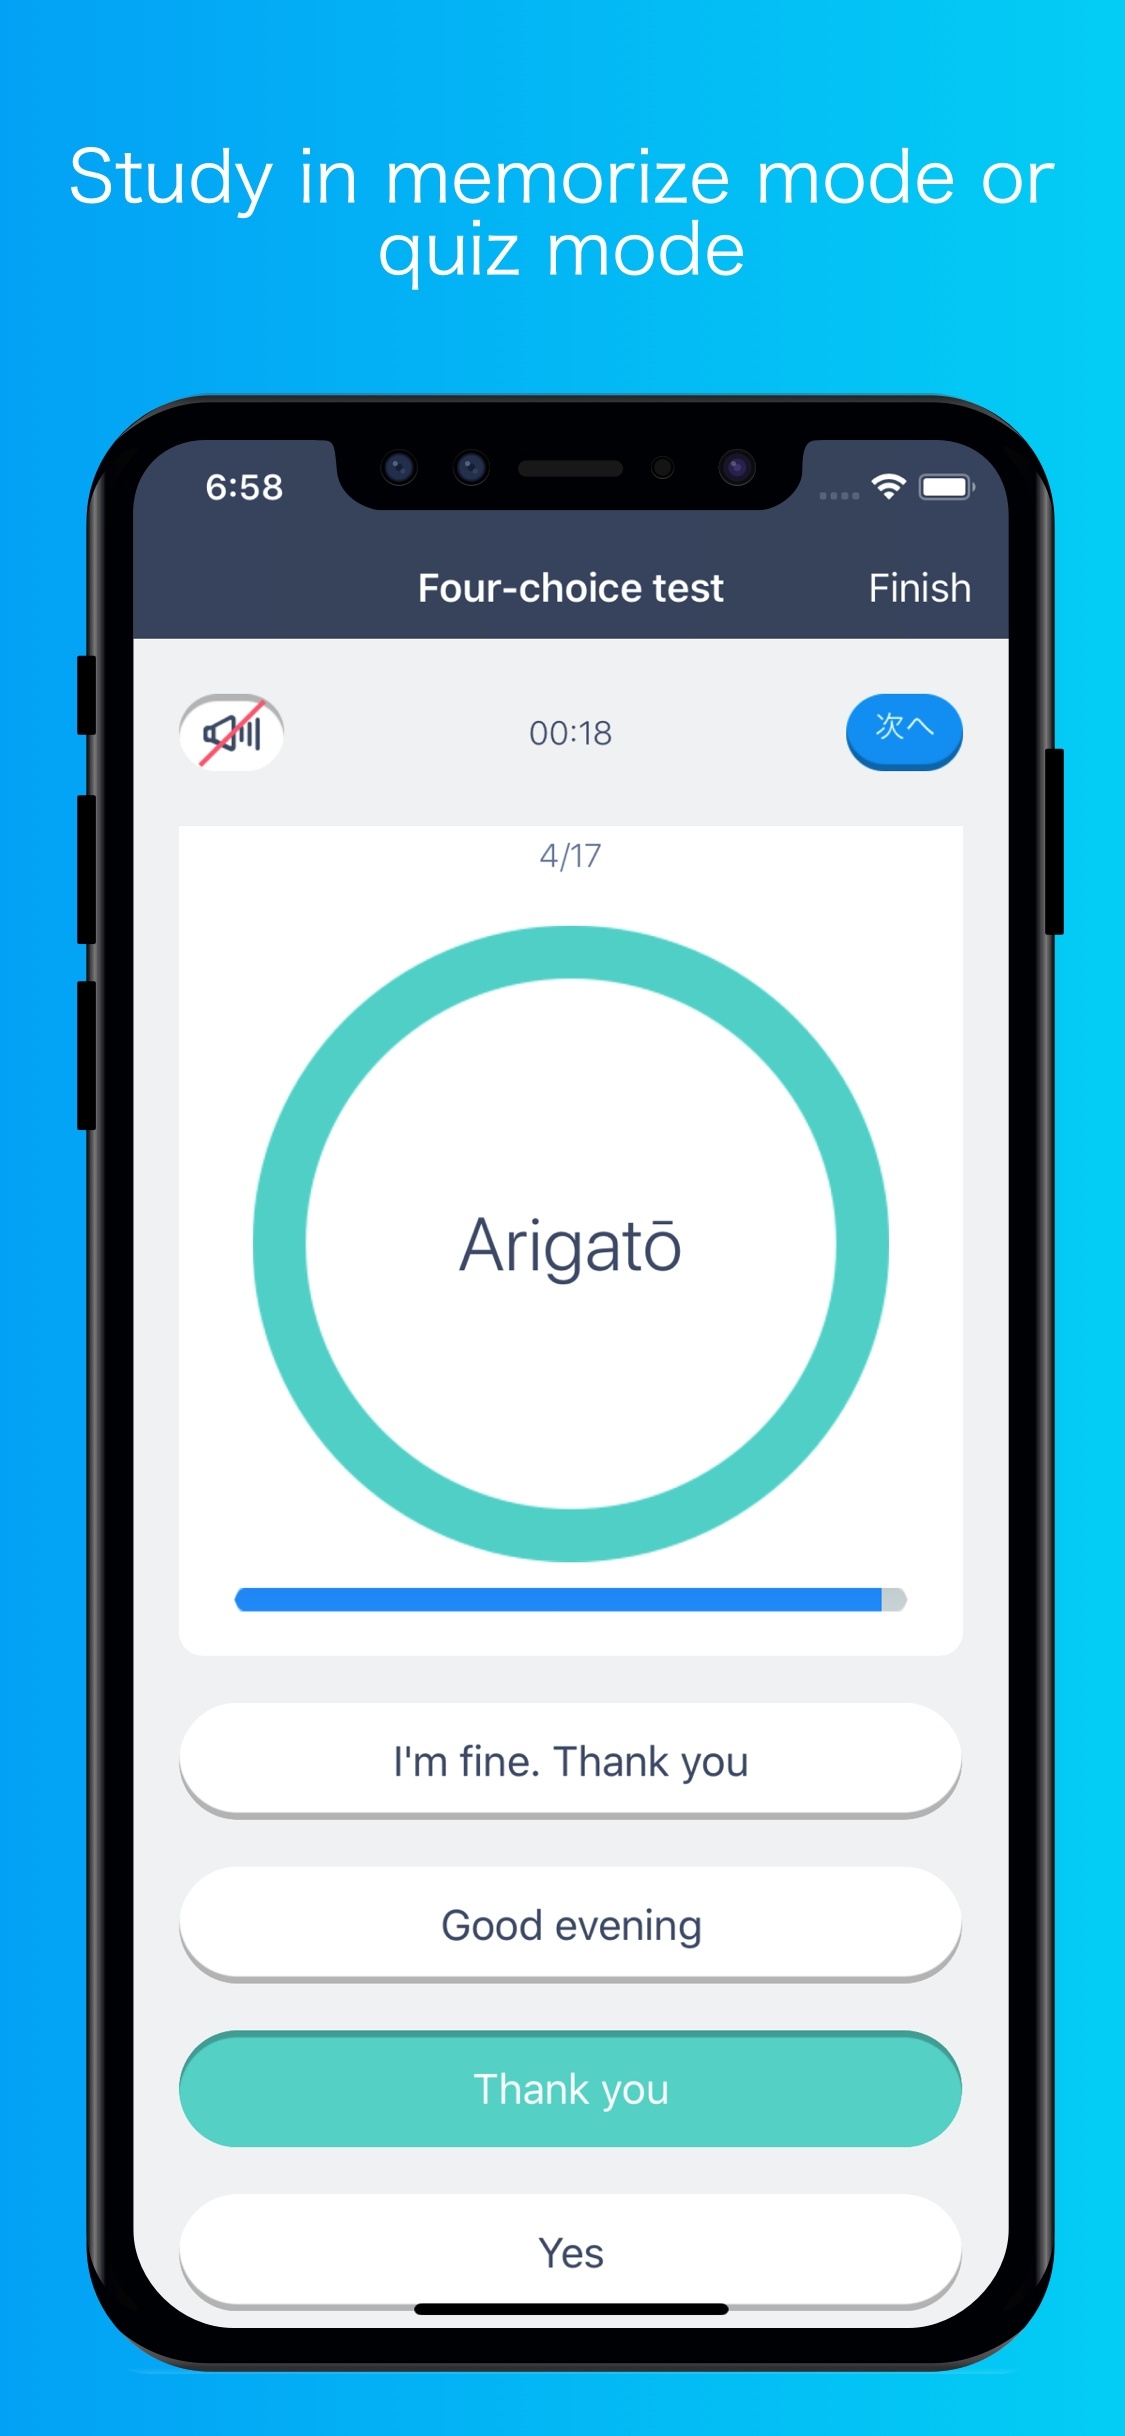 Study in memorize mode or
quiz mode
6:58
Four-choice test
Finish
00:18
次へ
4/17
Arigatō
I'm fine. Thank you
Good evening
Thank you
Yes